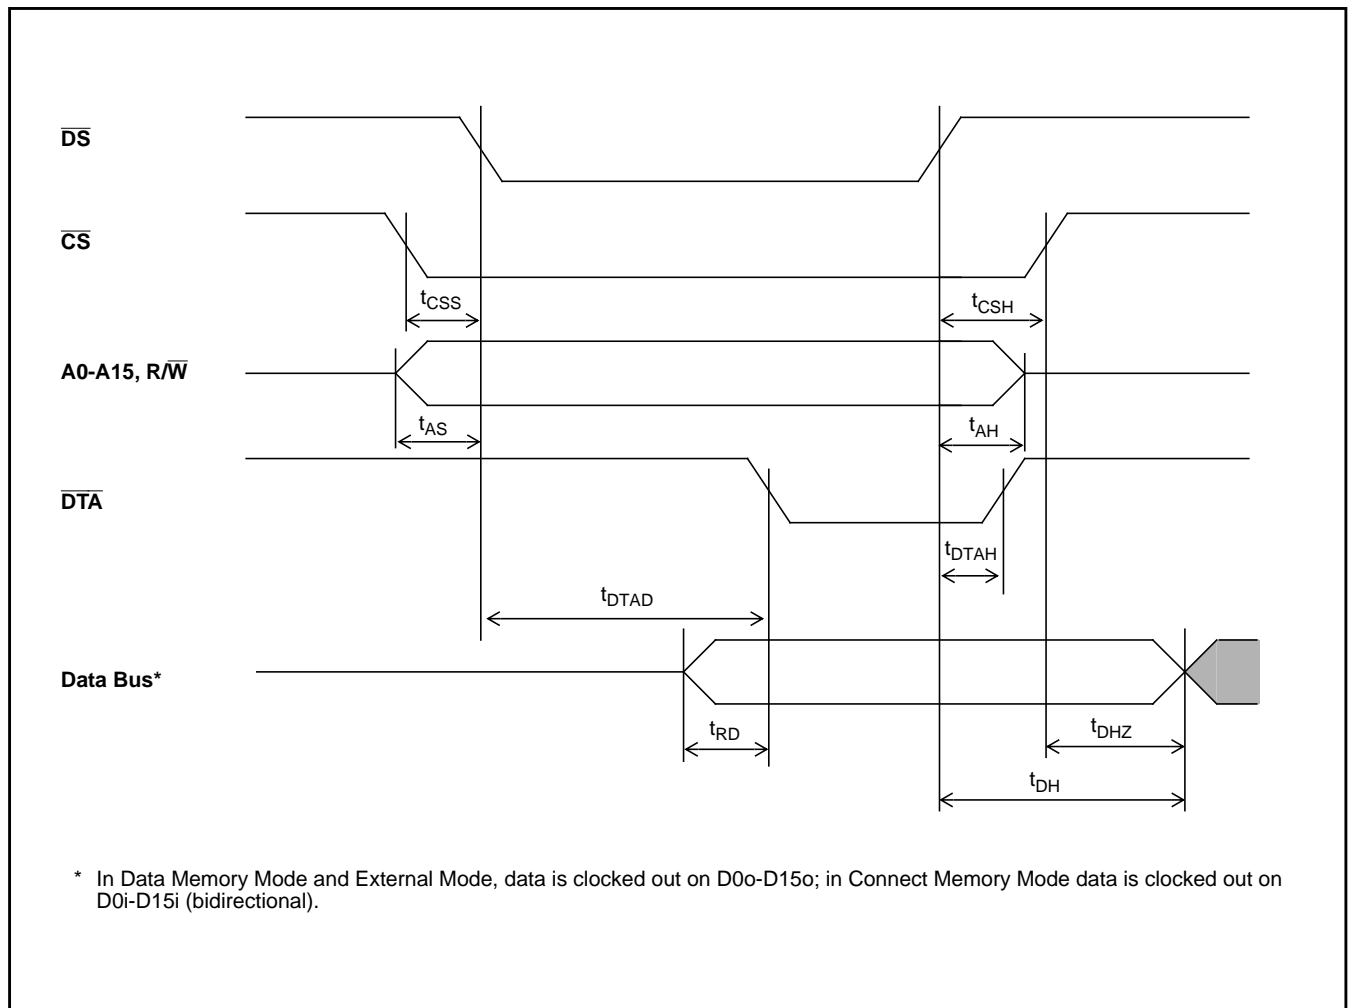 DS
CS
tCSS
tCSH
A0-A15, R/W
tAS
tAH
DTA
tDTAH
tDTAD
Data Bus*
tRD
tDHZ
tDH
* In Data Memory Mode and External Mode, data is clocked out on D0o-D15o; in Connect Memory Mode data is clocked out on
D0i-D15i (bidirectional).